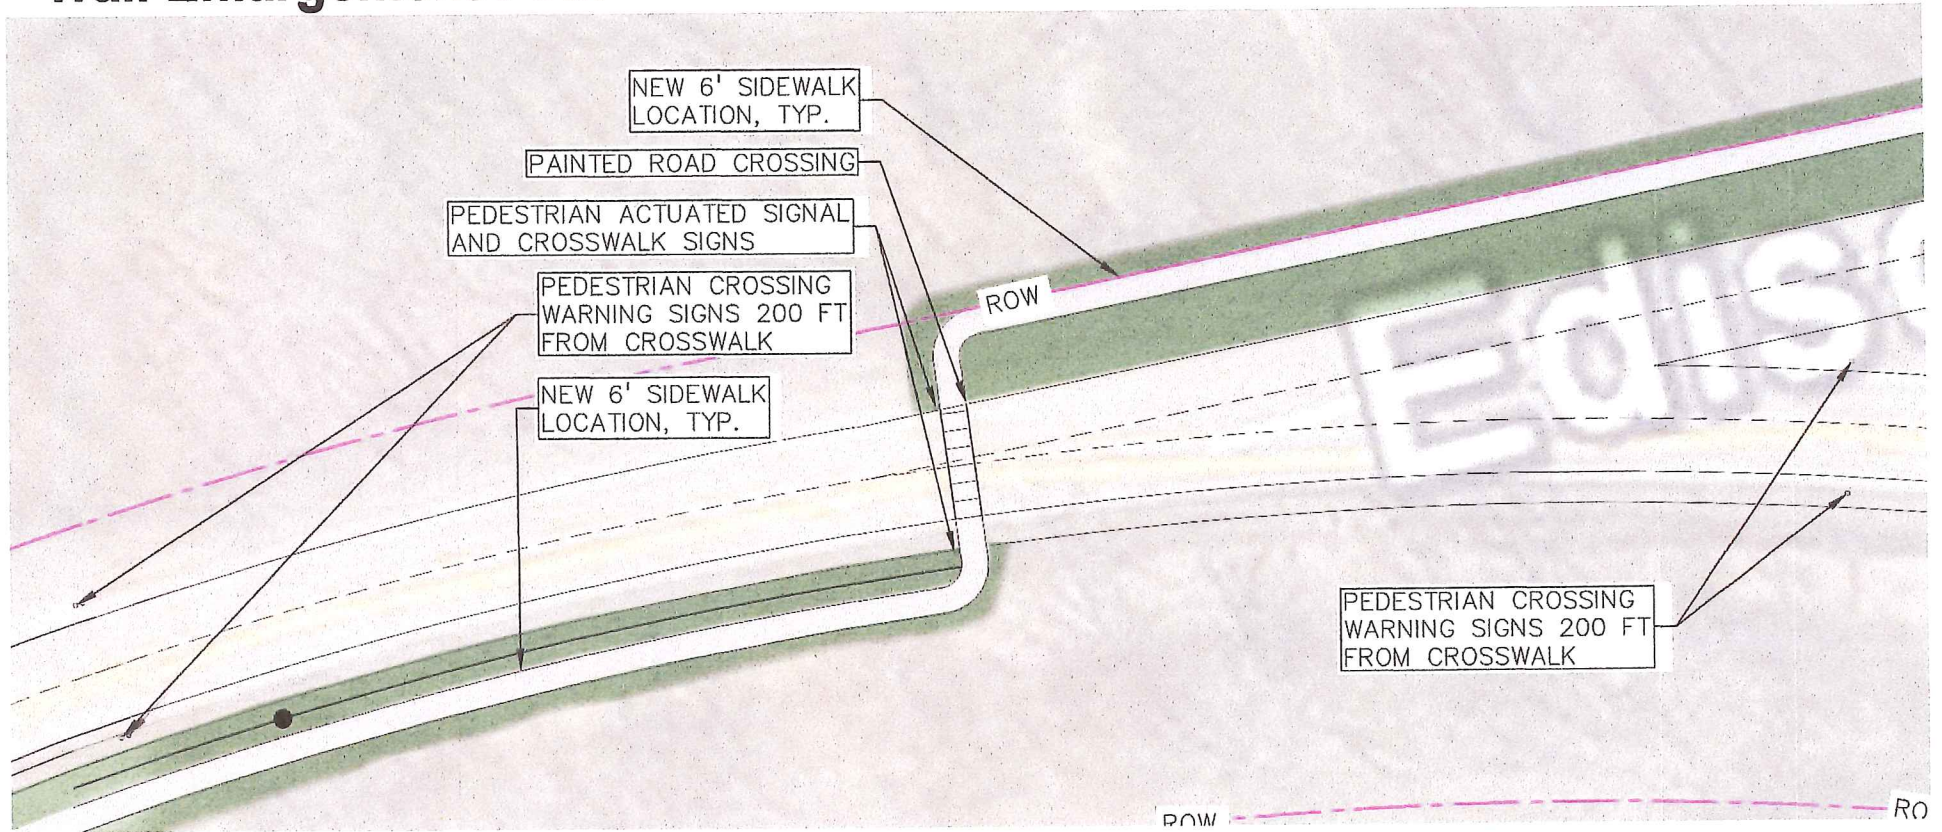 NEW 6' SIDEWALK
LOCATION, TYP.
PAINTED ROAD CROSSING
PEDESTRIAN ACTUATED SIGNAL
AND CROSSWALK SIGNS
PEDESTRIAN CROSSING
WARNING SIGNS 200 FT
FROM CROSSWALK
NEW 6' SIDEWALK
LOCATION, TYP.
ROW
Edis
PEDESTRIAN CROSSING
WARNING SIGNS 200 FT
FROM CROSSWALK
ROW
RO